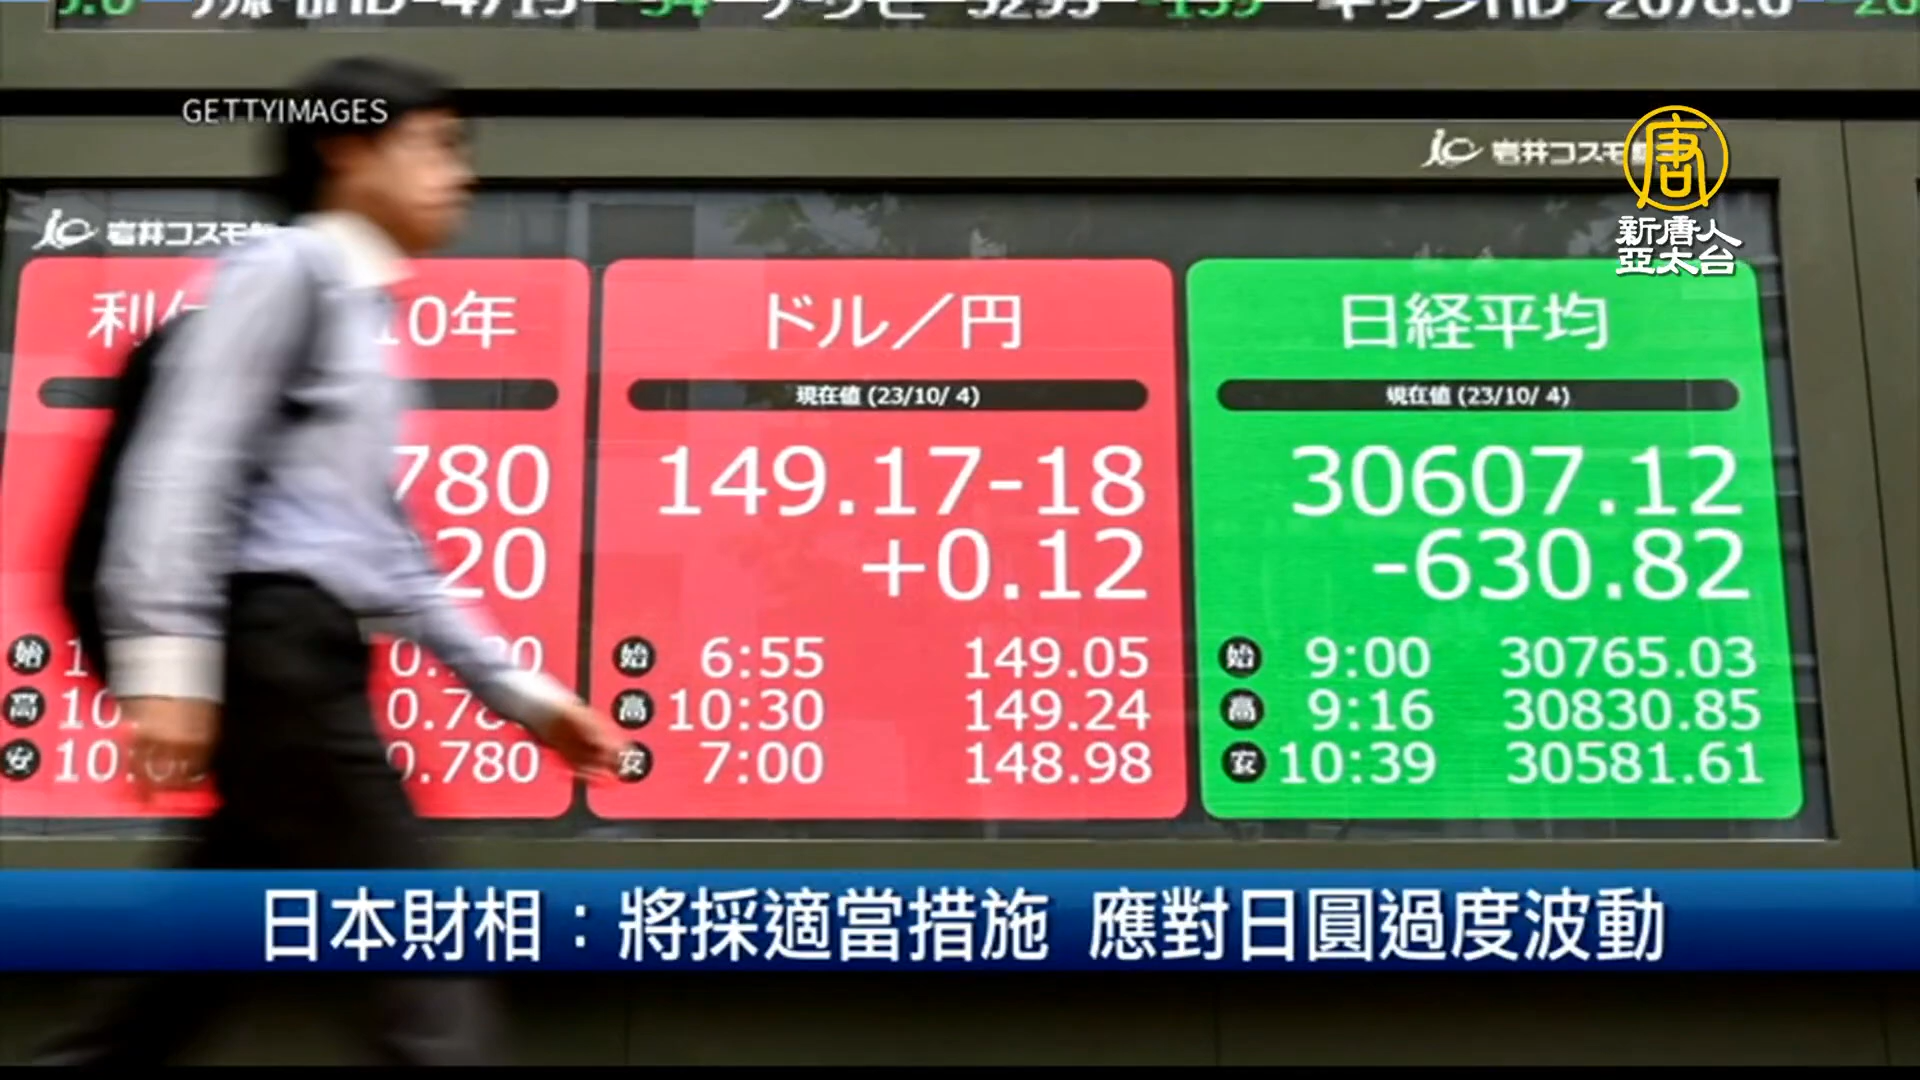 GETTYIMAGES
岩井コスモ
新唐人
亞太台
岩井コスモ
10年
780
20
ドル／円
現在値 (23/10/ 4)
149.17-18
+0.12
始 6:55 149.05
高 10:30 149.24
安 7:00 148.98
日経平均
現在値 (23/10/ 4)
30607.12
-630.82
始 9:00 30765.03
高 9:16 30830.85
安 10:39 30581.61
日本財相：將採適當措施 應對日圓過度波動